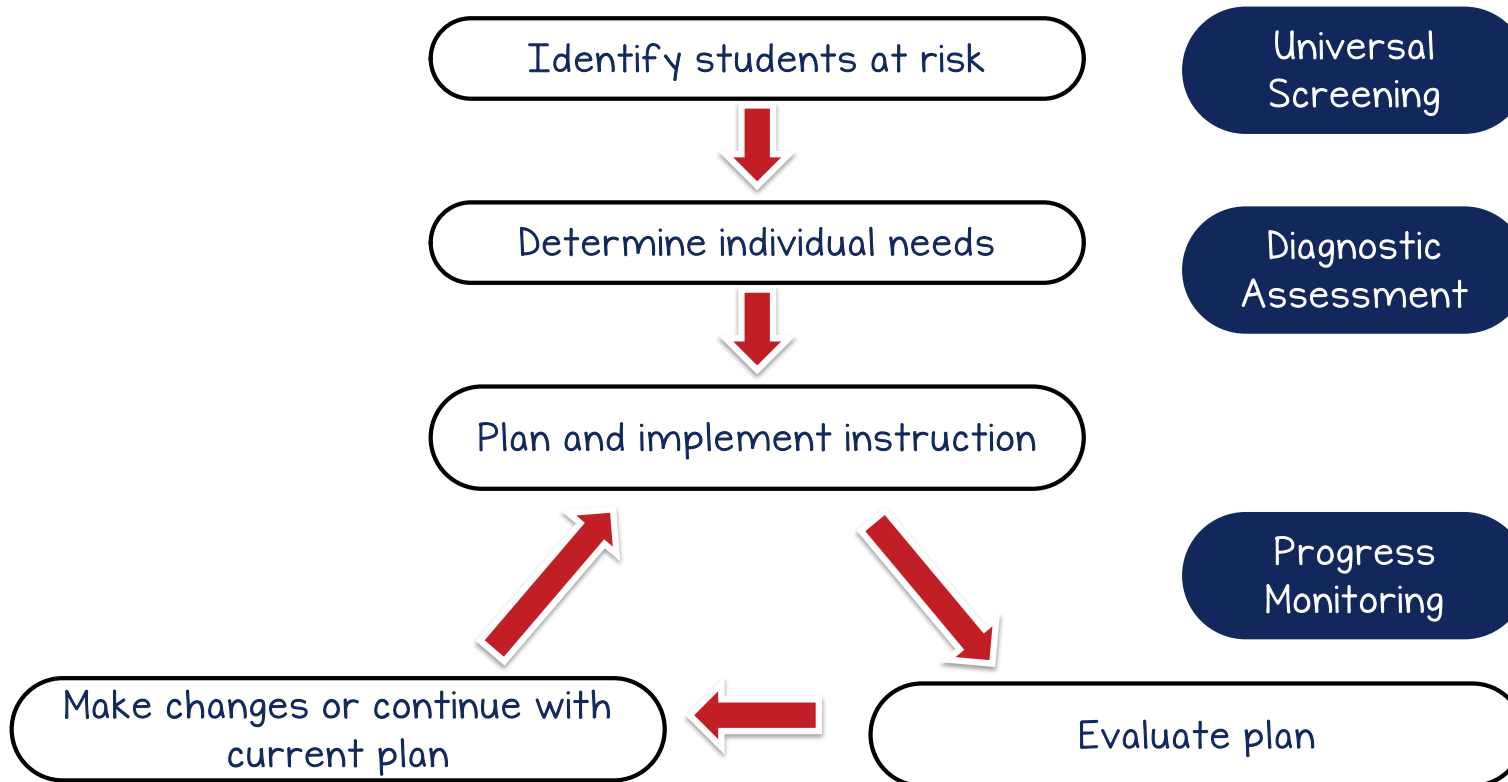 Identify students at risk
Universal
Screening
Determine individual needs
Diagnostic
Assessment
Plan and implement instruction
Progress
Monitoring
Make changes or continue with
current plan
Evaluate plan